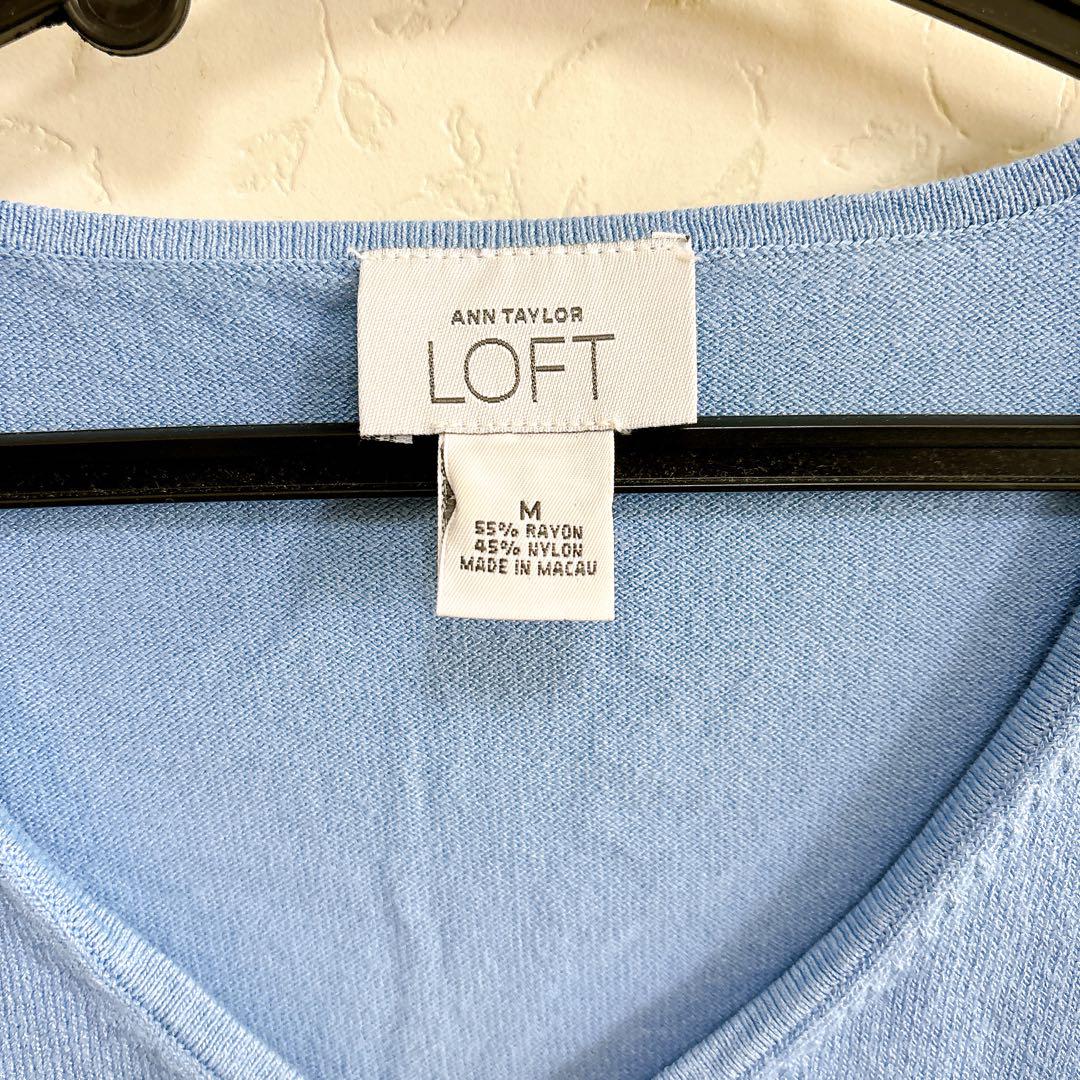 ANN TAYLOR
LOFT
M
55% RAYON
45% NYLON
MADE IN MACAU